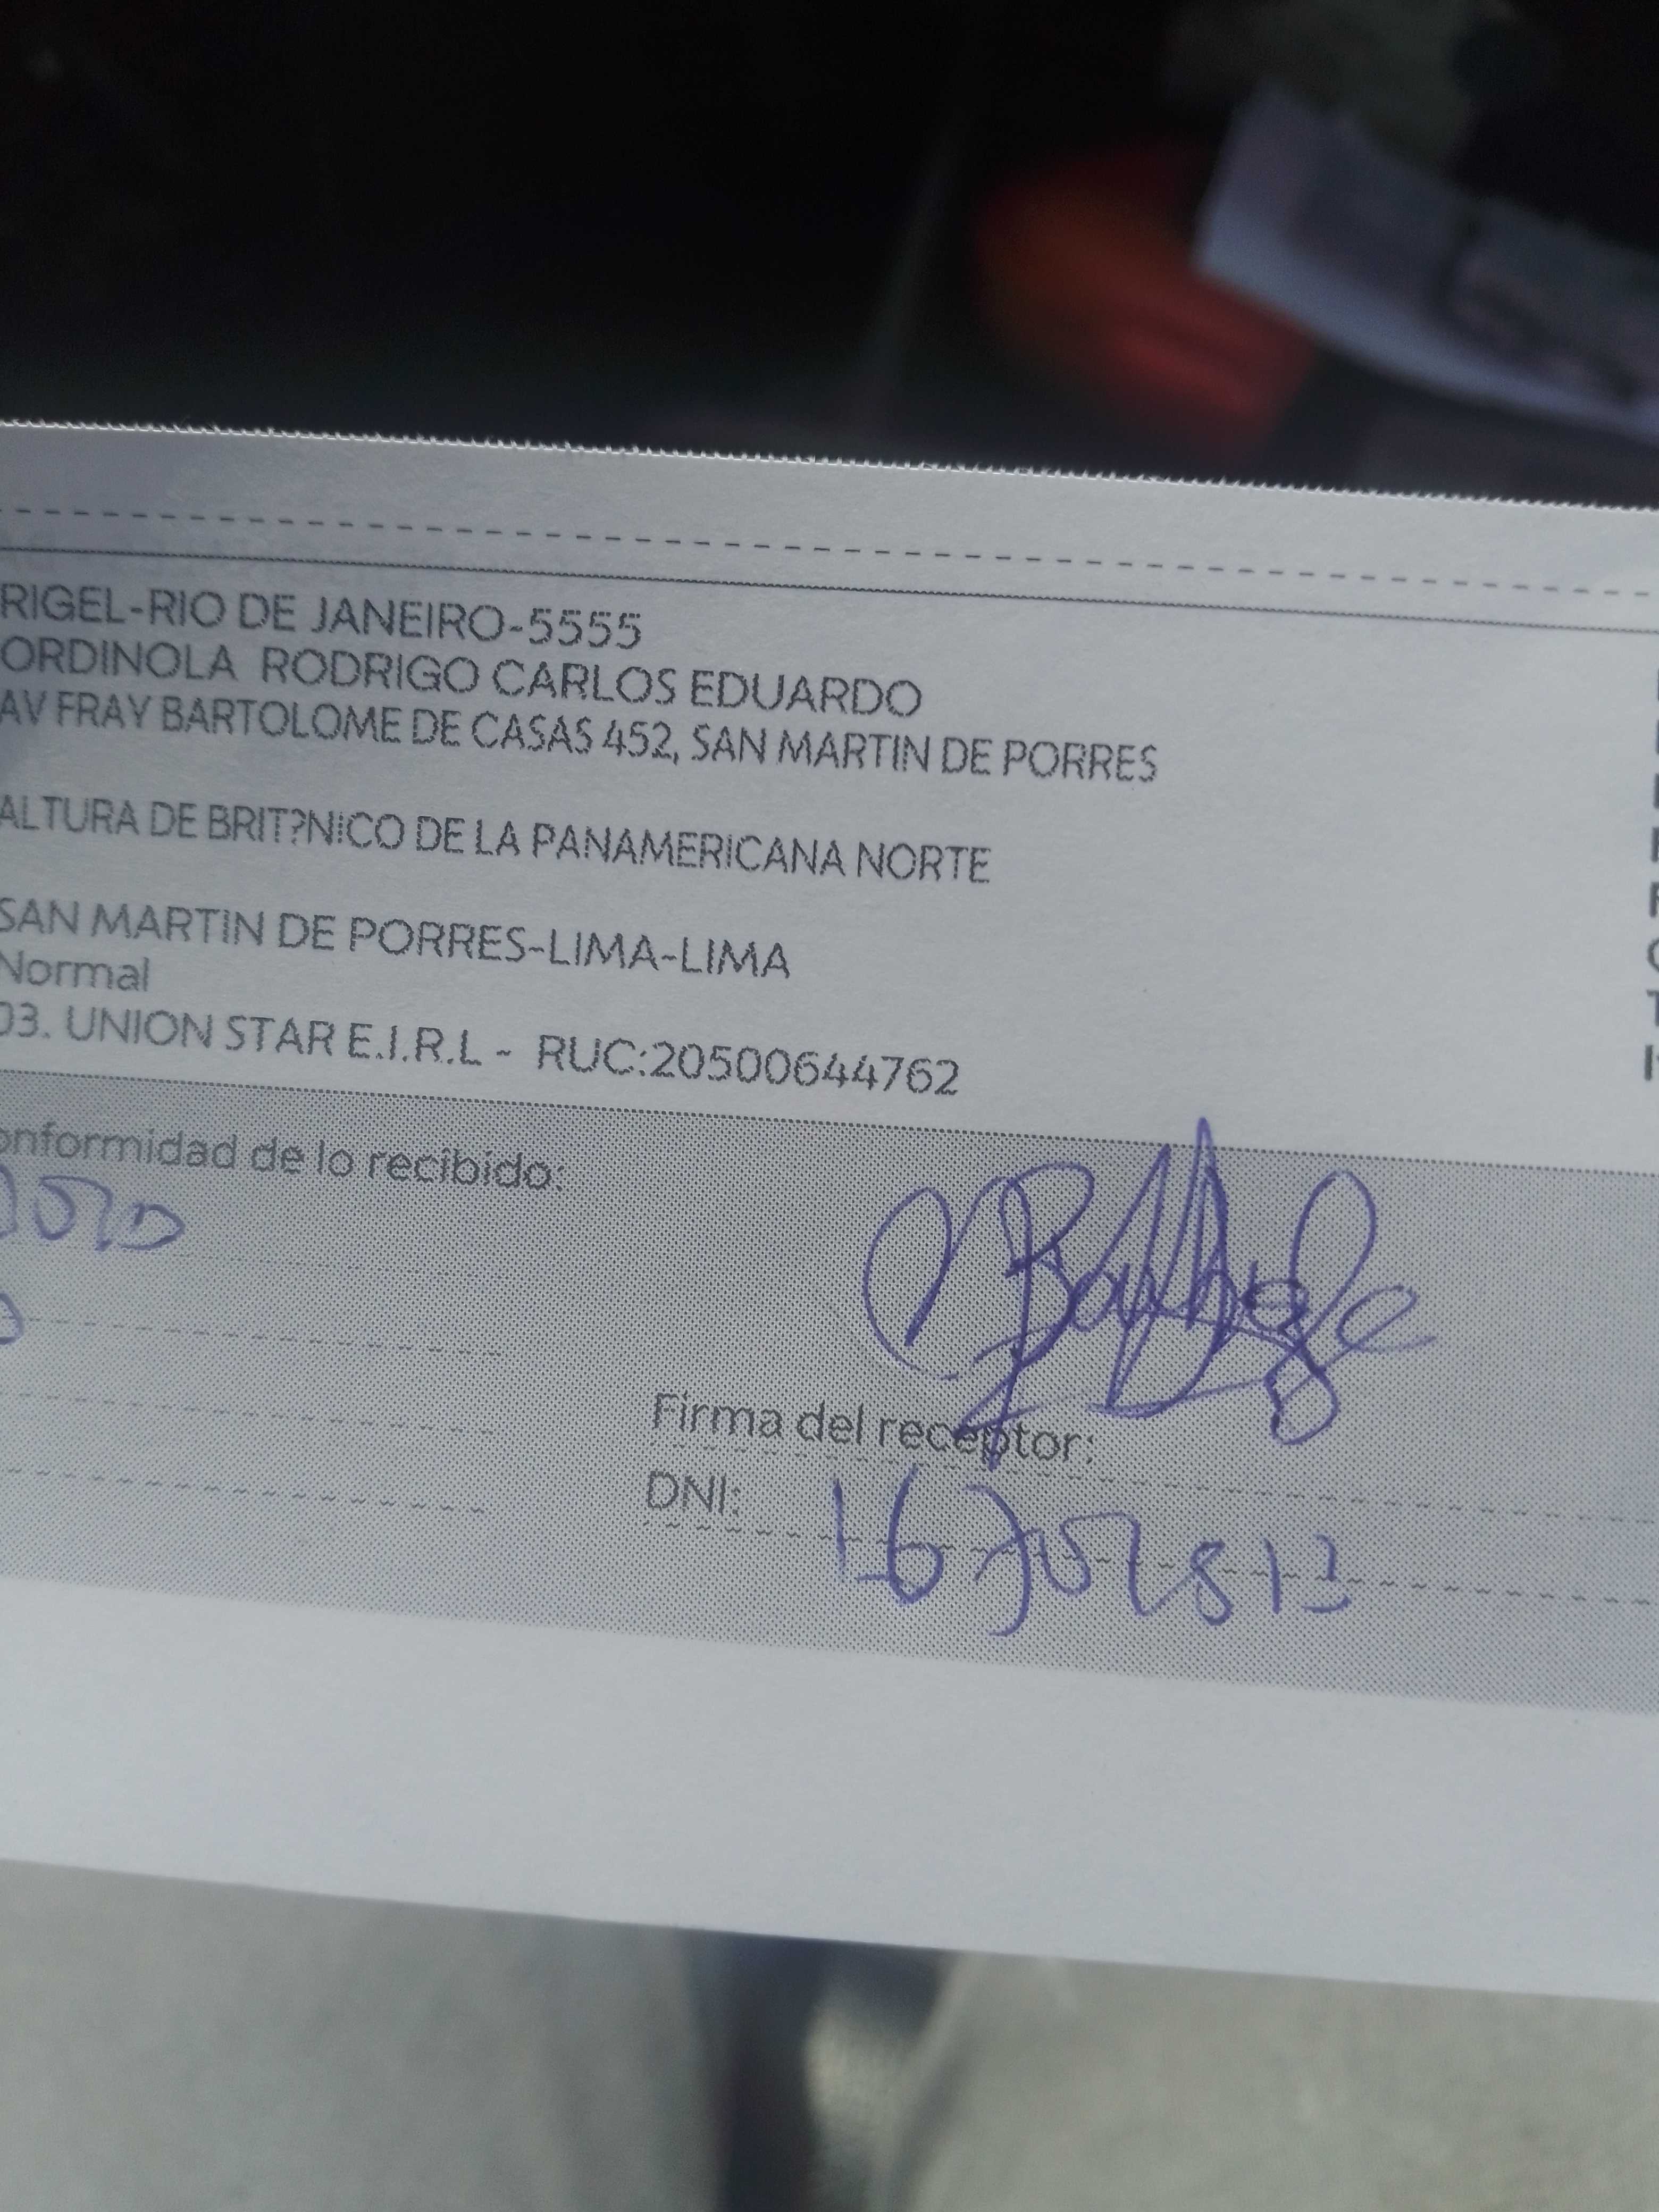 RIGEL-RIO DE JANEIRO-5555
ORDINOLA RODRIGO CARLOS EDUARDO
AV FRAY BARTOLOME DE CASAS 452, SAN MARTIN DE PORRES
ALTURA DE BRIT?NICO DE LA PANAMERICANA NORTE
SAN MARTIN DE PORRES-LIMA-LIMA
Normal
03. UNION STAR E.I.R.L - RUC:20500644762
onformidad de lo recibido:
Firma del receptor:
DNI: